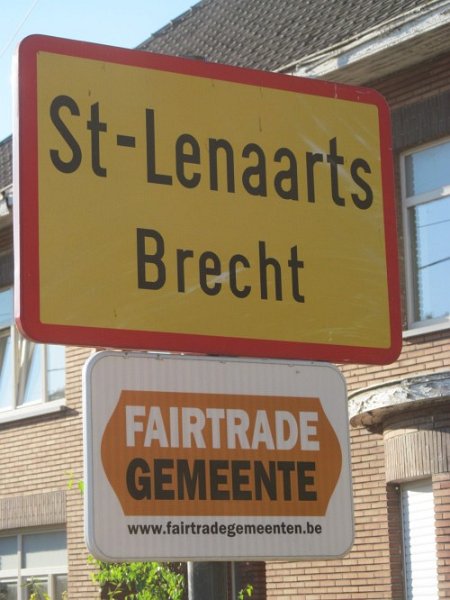 St-Lenaarts
Brecht
FAIRTRADE
GEMEENTE
www.fairtradegemeenten.be